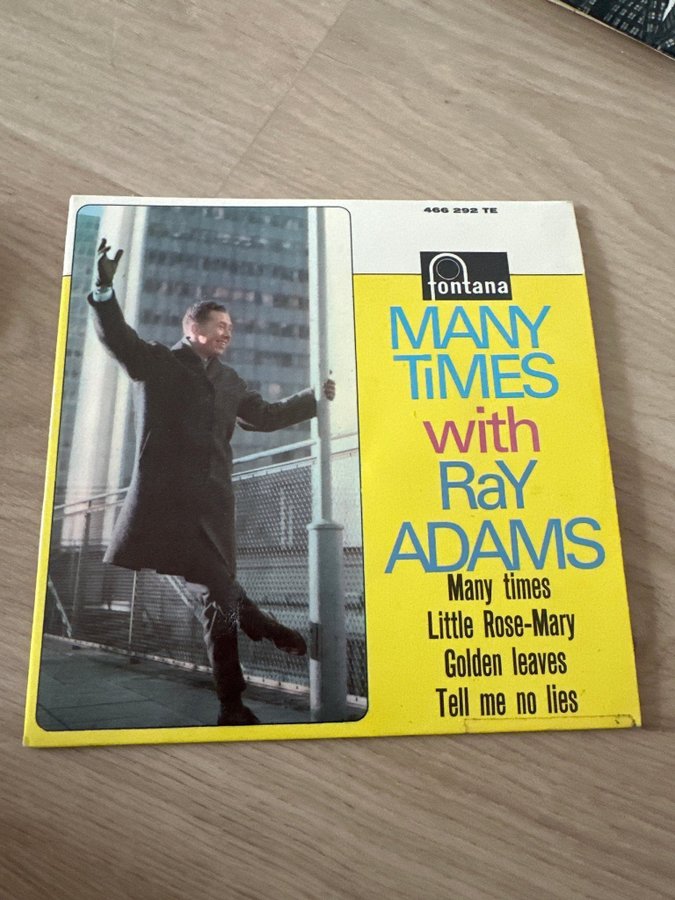 466 292 TE
fontana
MANY
TiMES
with
RaY
ADAMS
Many times
Little Rose-Mary
Golden leaves
Tell me no lies